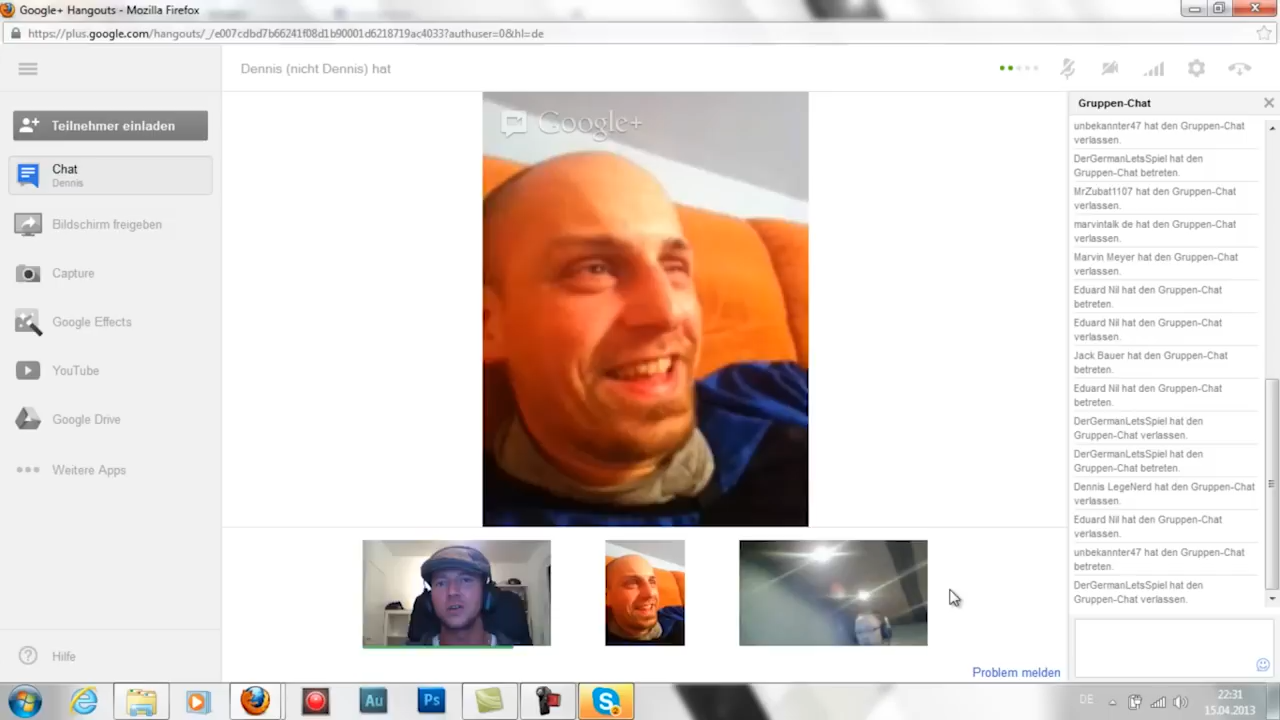 Google+ Hangouts - Mozilla Firefox
https://plus.google.com/hangouts/_/e007cdbd7b66241f08d1b90001d6218719ac4033?authuser=0&hl=de
Dennis (nicht Dennis) hat
Teilnehmer einladen
Chat
Dennis
Bildschirm freigeben
Capture
Google Effects
YouTube
Google Drive
Weitere Apps
Hilfe
Google+
Gruppen-Chat
unbekannter47 hat den Gruppen-Chat
verlassen.
DerGermanLetsSpiel hat den
Gruppen-Chat betreten.
MrZubat1107 hat den Gruppen-Chat
verlassen.
marvintalk de hat den Gruppen-Chat
verlassen.
Marvin Meyer hat den Gruppen-Chat
verlassen.
Eduard Nil hat den Gruppen-Chat
betreten.
Eduard Nil hat den Gruppen-Chat
verlassen.
Jack Bauer hat den Gruppen-Chat
betreten.
Eduard Nil hat den Gruppen-Chat
betreten.
DerGermanLetsSpiel hat den
Gruppen-Chat verlassen.
DerGermanLetsSpiel hat den
Gruppen-Chat betreten.
Dennis LegeNerd hat den Gruppen-Chat
verlassen.
Eduard Nil hat den Gruppen-Chat
verlassen.
unbekannter47 hat den Gruppen-Chat
betreten.
DerGermanLetsSpiel hat den
Gruppen-Chat verlassen.
Problem melden
Au
Ps
DE
22:31
15.04.2013